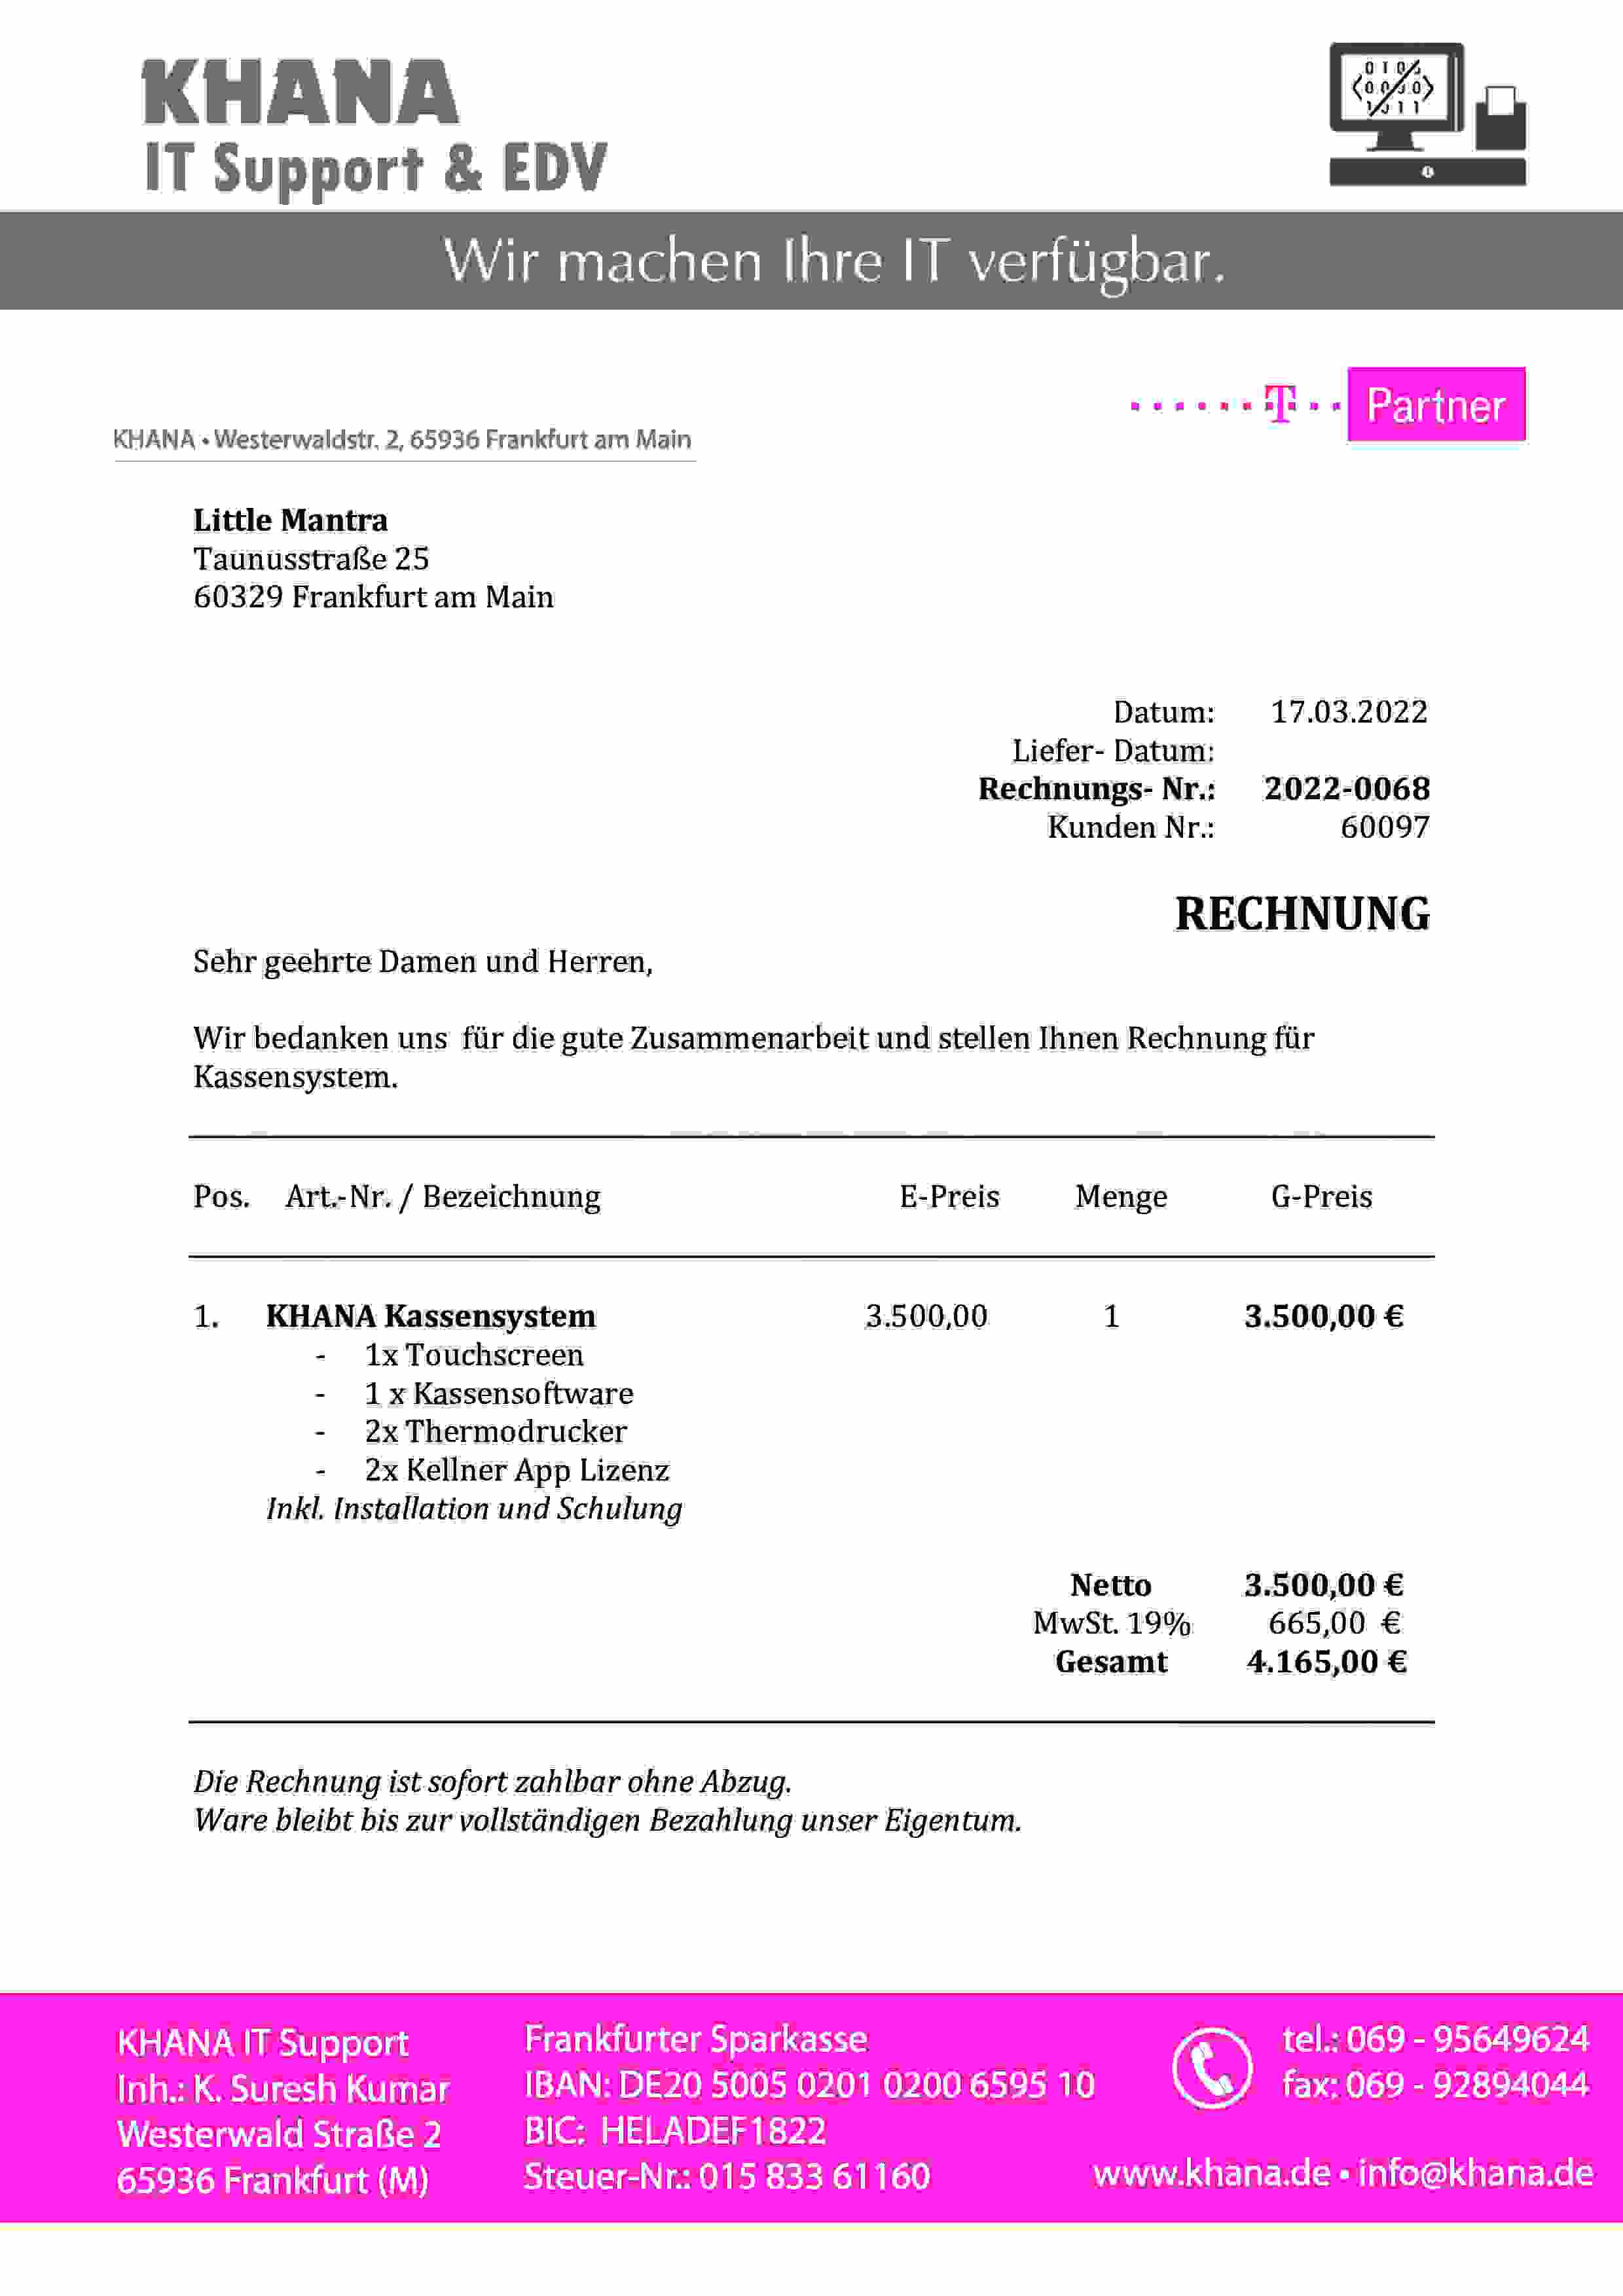 KHANA
IT Support & EDV
Wir machen Ihre IT verfügbar.
T Partner
KHANA • Westerwaldstr. 2, 65936 Frankfurt am Main
Little Mantra
Taunusstraße 25
60329 Frankfurt am Main
Datum: 17.03.2022
Liefer- Datum:
Rechnungs- Nr.: 2022-0068
Kunden Nr.: 60097
RECHNUNG
Sehr geehrte Damen und Herren,
Wir bedanken uns für die gute Zusammenarbeit und stellen Ihnen Rechnung für
Kassensystem.
Pos. Art.-Nr. / Bezeichnung E-Preis Menge G-Preis
1. KHANA Kassensystem 3.500,00 1 3.500,00 €
- 1x Touchscreen
- 1 x Kassensoftware
- 2x Thermodrucker
- 2x Kellner App Lizenz
Inkl. Installation und Schulung
Netto 3.500,00 €
MwSt. 19% 665,00 €
Gesamt 4.165,00 €
Die Rechnung ist sofort zahlbar ohne Abzug.
Ware bleibt bis zur vollständigen Bezahlung unser Eigentum.
KHANA IT Support
Inh.: K. Suresh Kumar
Westerwald Straße 2
65936 Frankfurt (M)
Frankfurter Sparkasse
IBAN: DE20 5005 0201 0200 6595 10
BIC: HELADEF1822
Steuer-Nr.: 015 833 61160
tel.: 069 - 95649624
fax: 069 - 92894044
www.khana.de • info@khana.de